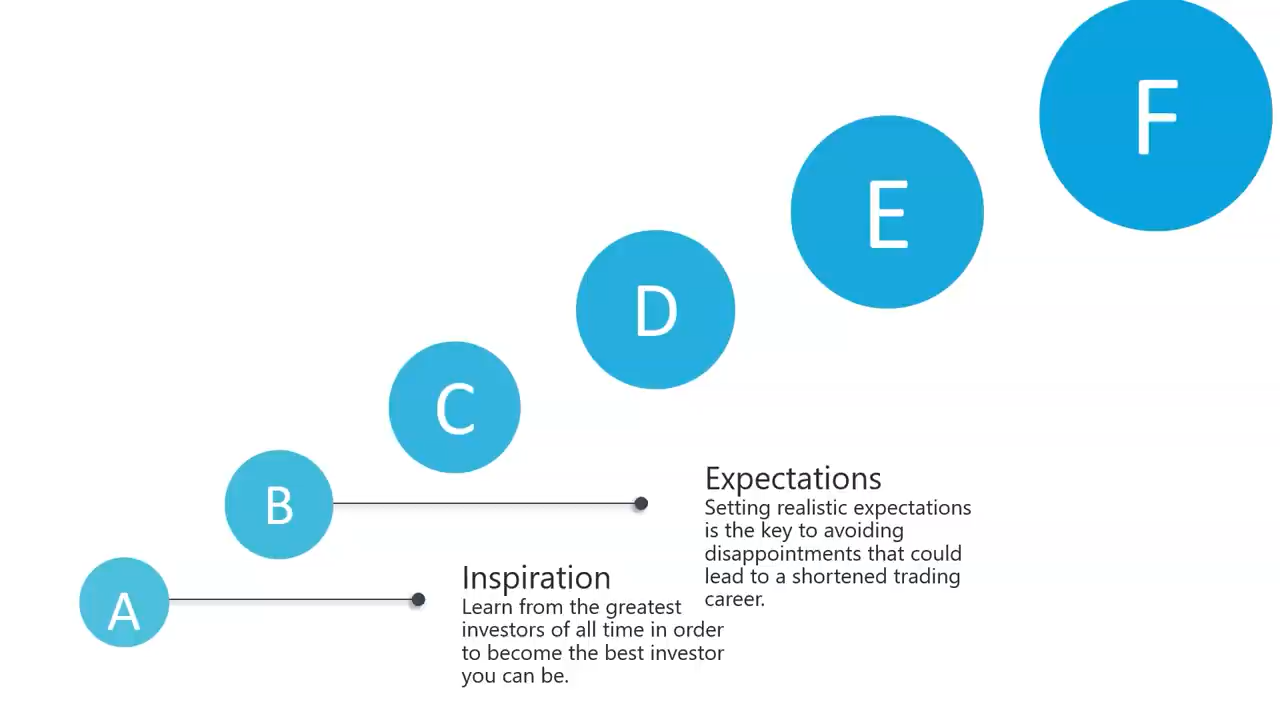 F
E
D
C
B
Expectations
Setting realistic expectations
is the key to avoiding
disappointments that could
lead to a shortened trading
career.
A
Inspiration
Learn from the greatest
investors of all time in order
to become the best investor
you can be.